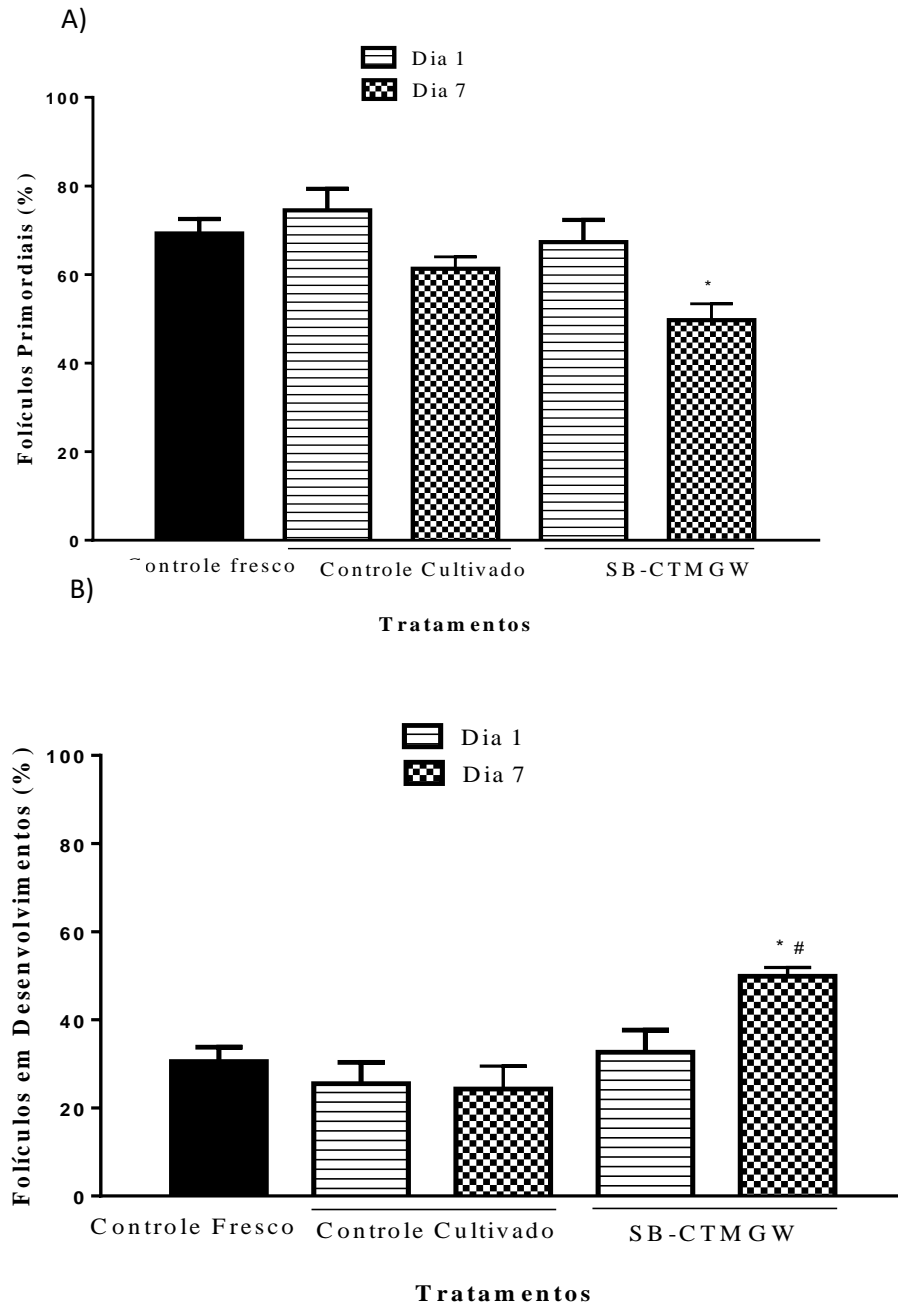 A)
Dia 1
Dia 7
100
80
60
40
20
0
Folículos Primordiais (%)
*
Controle fresco Controle Cultivado SB-CTMGW
Tratamentos
B)
Dia 1
Dia 7
100
80
60
40
20
0
Folículos em Desenvolvimentos (%)
* #
Controle Fresco Controle Cultivado SB-CTMGW
Tratamentos